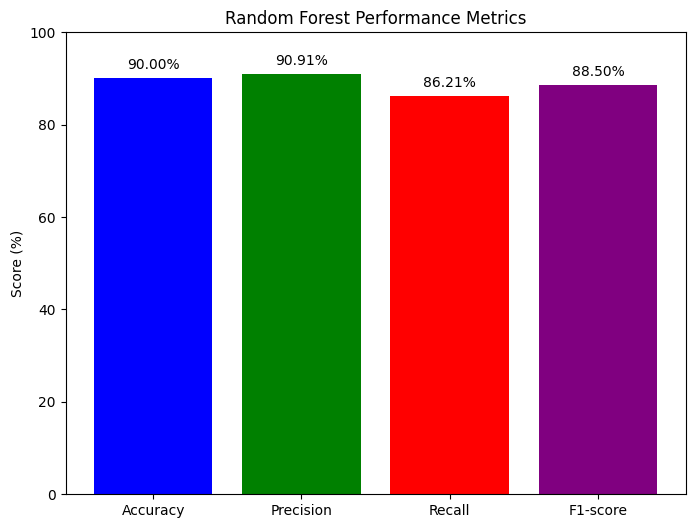 Random Forest Performance Metrics
100
80
60
40
20
0
Score (%)
90.00%
90.91%
86.21%
88.50%
Accuracy
Precision
Recall
F1-score